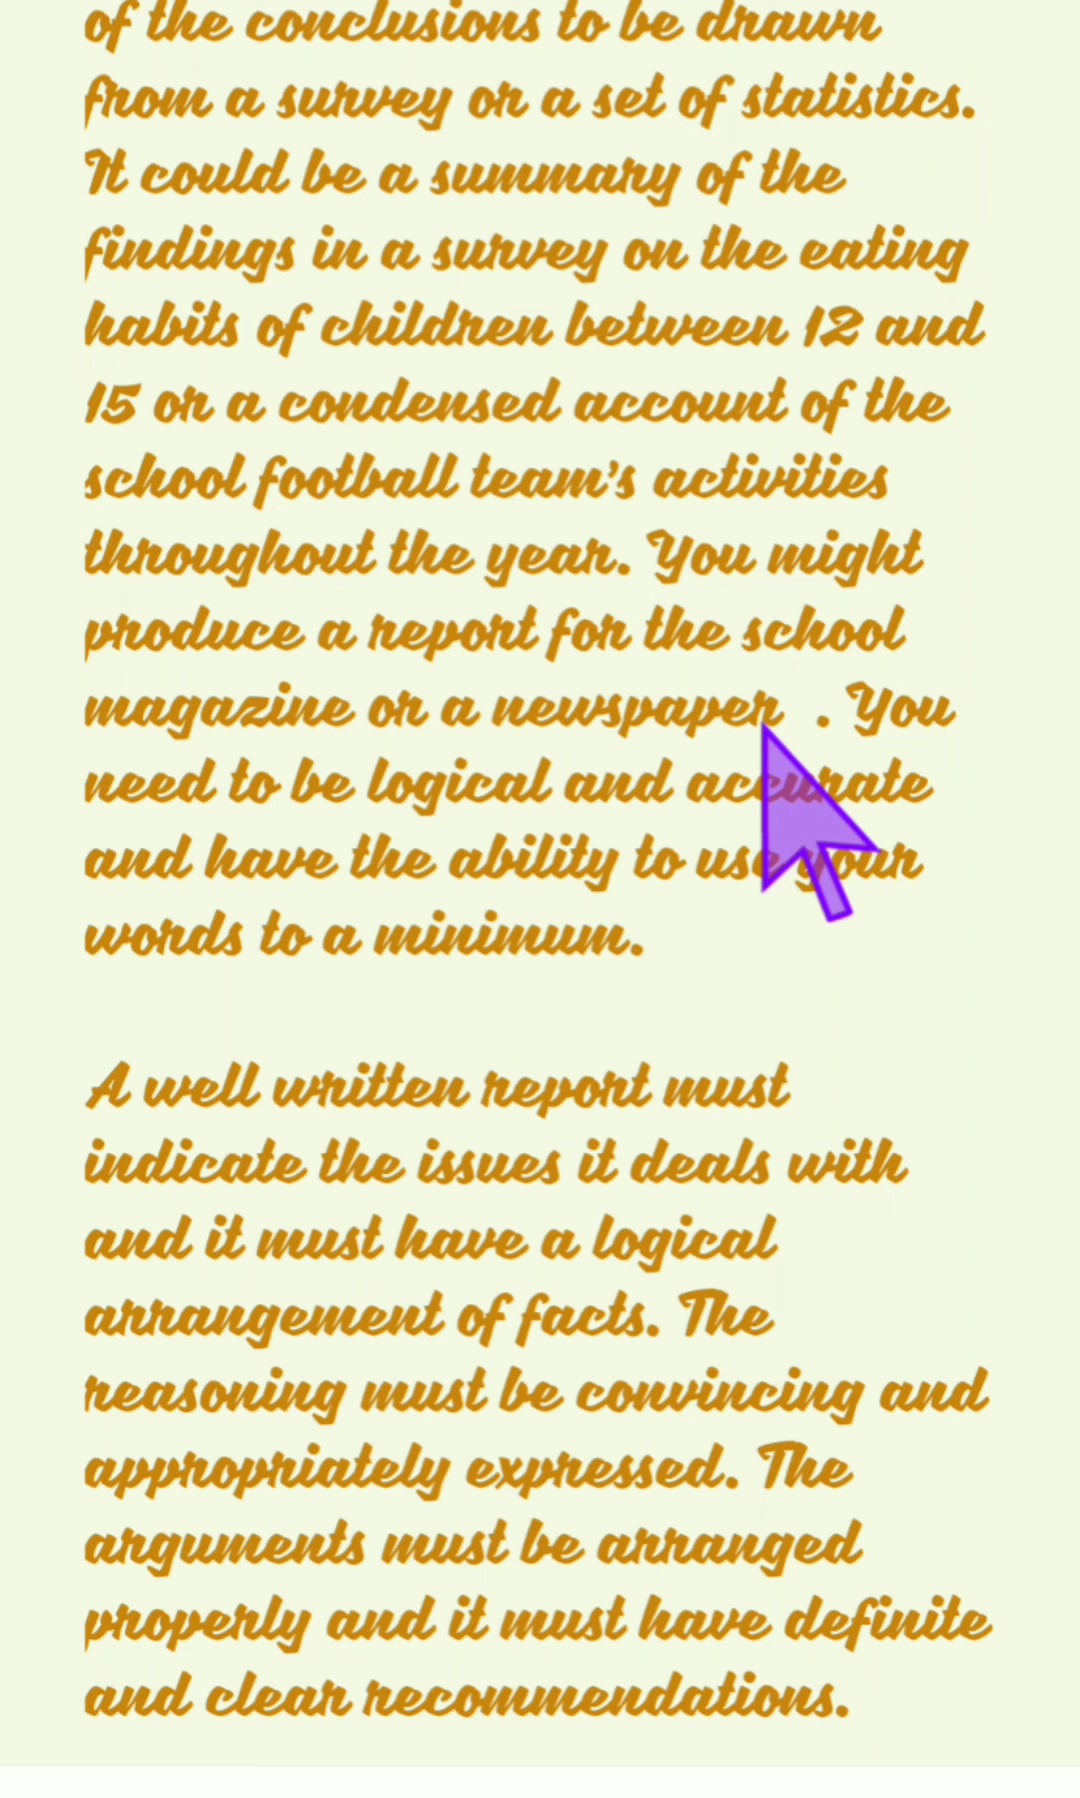 of the conclusions to be drawn
from a survey or a set of statistics.
It could be a summary of the
findings in a survey on the eating
habits of children between 12 and
15 or a condensed account of the
school football team's activities
throughout the year. You might
produce a report for the school
magazine or a newspaper . You
need to be logical and accurate
and have the ability to use your
words to a minimum.

A well written report must
indicate the issues it deals with
and it must have a logical
arrangement of facts. The
reasoning must be convincing and
appropriately expressed. The
arguments must be arranged
properly and it must have definite
and clear recommendations.